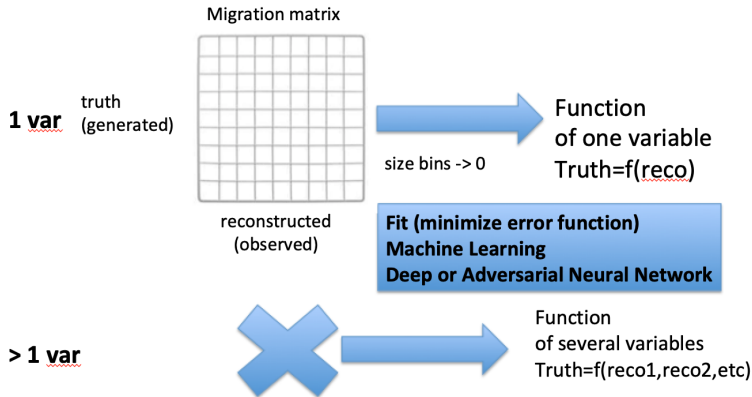 Migration matrix
1 var
truth
(generated)
size bins -> 0
Function
of one variable
Truth=f(reco)
reconstructed
(observed)
Fit (minimize error function)
Machine Learning
Deep or Adversarial Neural Network
> 1 var
Function
of several variables
Truth=f(reco1,reco2,etc)